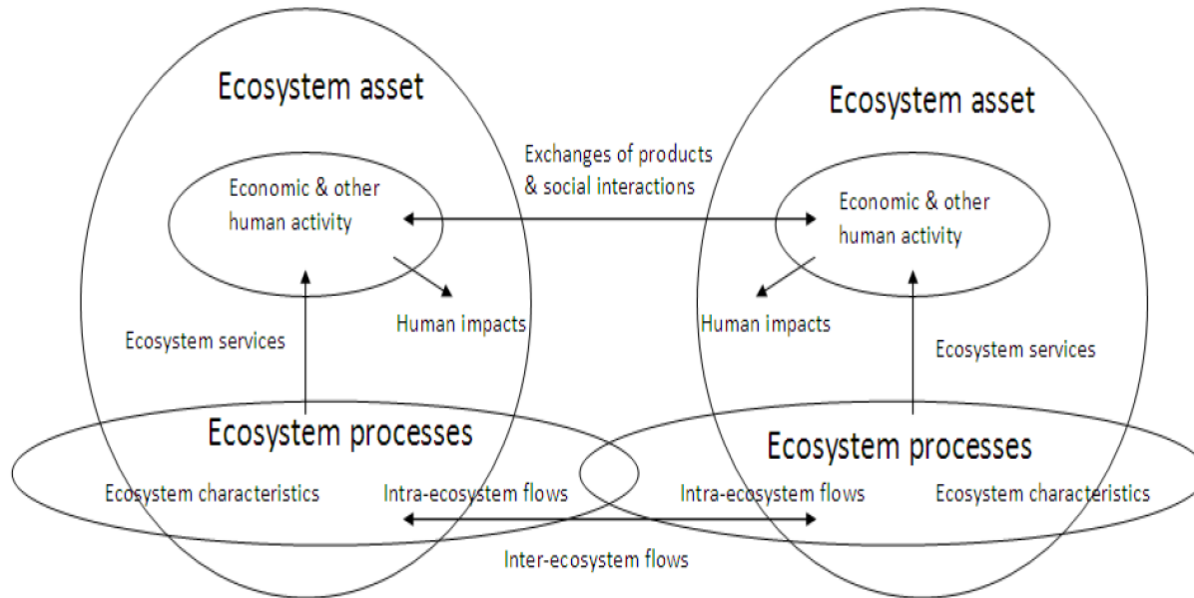 Ecosystem asset
Ecosystem asset
Exchanges of products
& social interactions
Economic & other
human activity
Economic & other
human activity
Human impacts
Human impacts
Ecosystem services
Ecosystem services
Ecosystem processes
Ecosystem processes
Ecosystem characteristics
Intra-ecosystem flows
Intra-ecosystem flows
Ecosystem characteristics
Inter-ecosystem flows